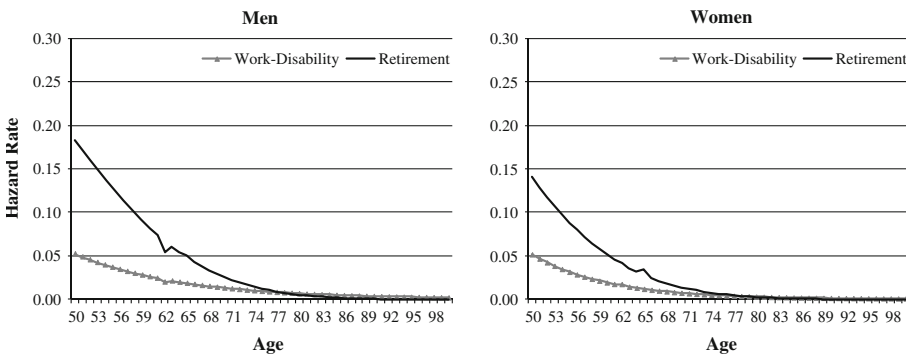 Men
0.30
0.25
0.20
0.15
0.10
0.05
0.00
Hazard Rate
Work-Disability Retirement
50 53 56 59 62 65 68 71 74 77 80 83 86 89 92 95 98
Age
Women
0.30
0.25
0.20
0.15
0.10
0.05
0.00
Work-Disability Retirement
50 53 56 59 62 65 68 71 74 77 80 83 86 89 92 95 98
Age